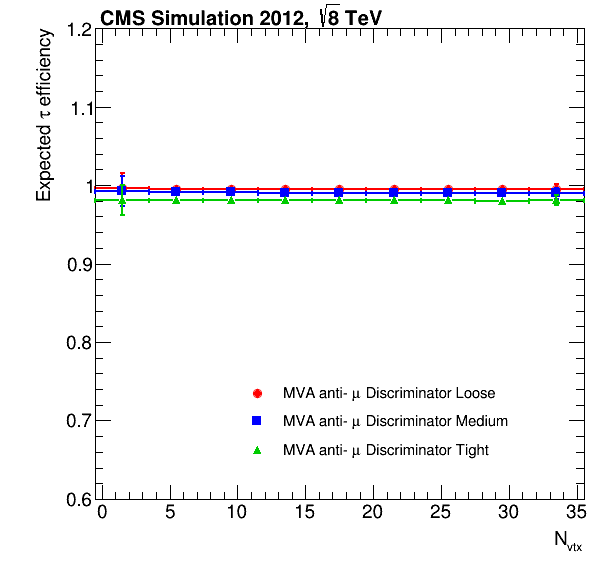 CMS Simulation 2012, √8 TeV
Expected τ efficiency
1.2
1.1
1
0.9
0.8
0.7
0.6
MVA anti- μ Discriminator Loose
MVA anti- μ Discriminator Medium
MVA anti- μ Discriminator Tight
0 5 10 15 20 25 30 35
N_vtx